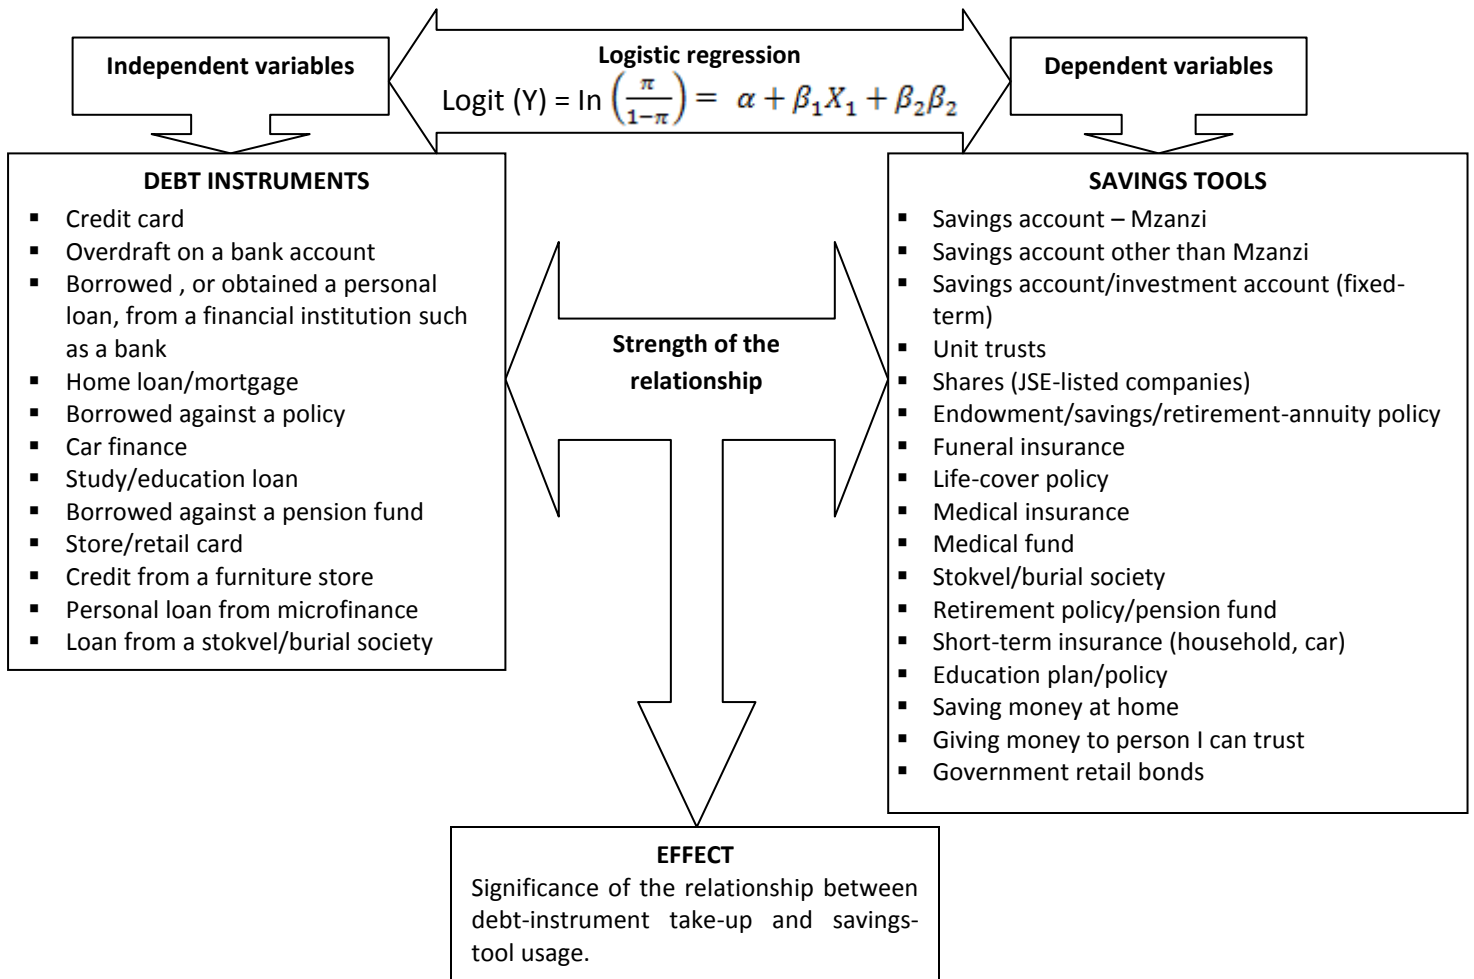 Independent variables
Logistic regression
Logit (Y) = In (π/1−π) = α + β₁X₁ + β₂β₂
Dependent variables
DEBT INSTRUMENTS
▪ Credit card
▪ Overdraft on a bank account
▪ Borrowed , or obtained a personal
loan, from a financial institution such
as a bank
▪ Home loan/mortgage
▪ Borrowed against a policy
▪ Car finance
▪ Study/education loan
▪ Borrowed against a pension fund
▪ Store/retail card
▪ Credit from a furniture store
▪ Personal loan from microfinance
▪ Loan from a stokvel/burial society
Strength of the
relationship
SAVINGS TOOLS
▪ Savings account – Mzanzi
▪ Savings account other than Mzanzi
▪ Savings account/investment account (fixed-
term)
▪ Unit trusts
▪ Shares (JSE-listed companies)
▪ Endowment/savings/retirement-annuity policy
▪ Funeral insurance
▪ Life-cover policy
▪ Medical insurance
▪ Medical fund
▪ Stokvel/burial society
▪ Retirement policy/pension fund
▪ Short-term insurance (household, car)
▪ Education plan/policy
▪ Saving money at home
▪ Giving money to person I can trust
▪ Government retail bonds
EFFECT
Significance of the relationship between
debt-instrument take-up and savings-
tool usage.